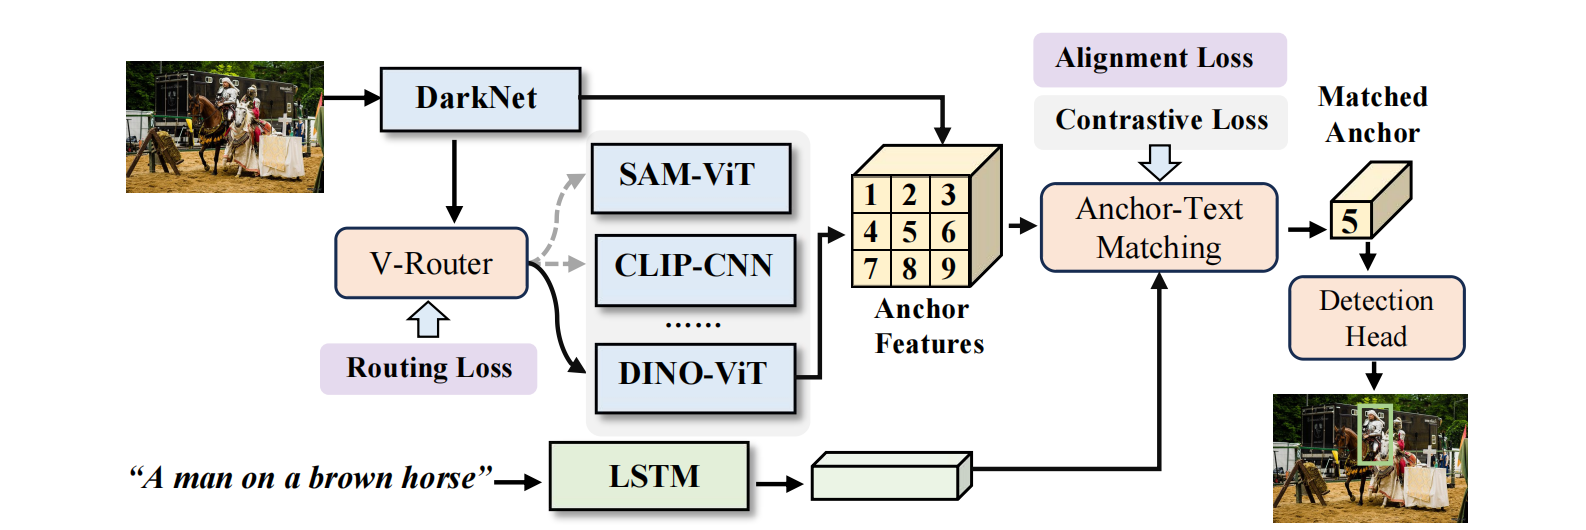 DarkNet
SAM-ViT
CLIP-CNN
......
DINO-ViT
V-Router
Routing Loss
1 2 3
4 5 6
7 8 9
Anchor
Features
Alignment Loss
Contrastive Loss
Anchor-Text
Matching
Matched
Anchor
5
Detection
Head
“A man on a brown horse”
LSTM